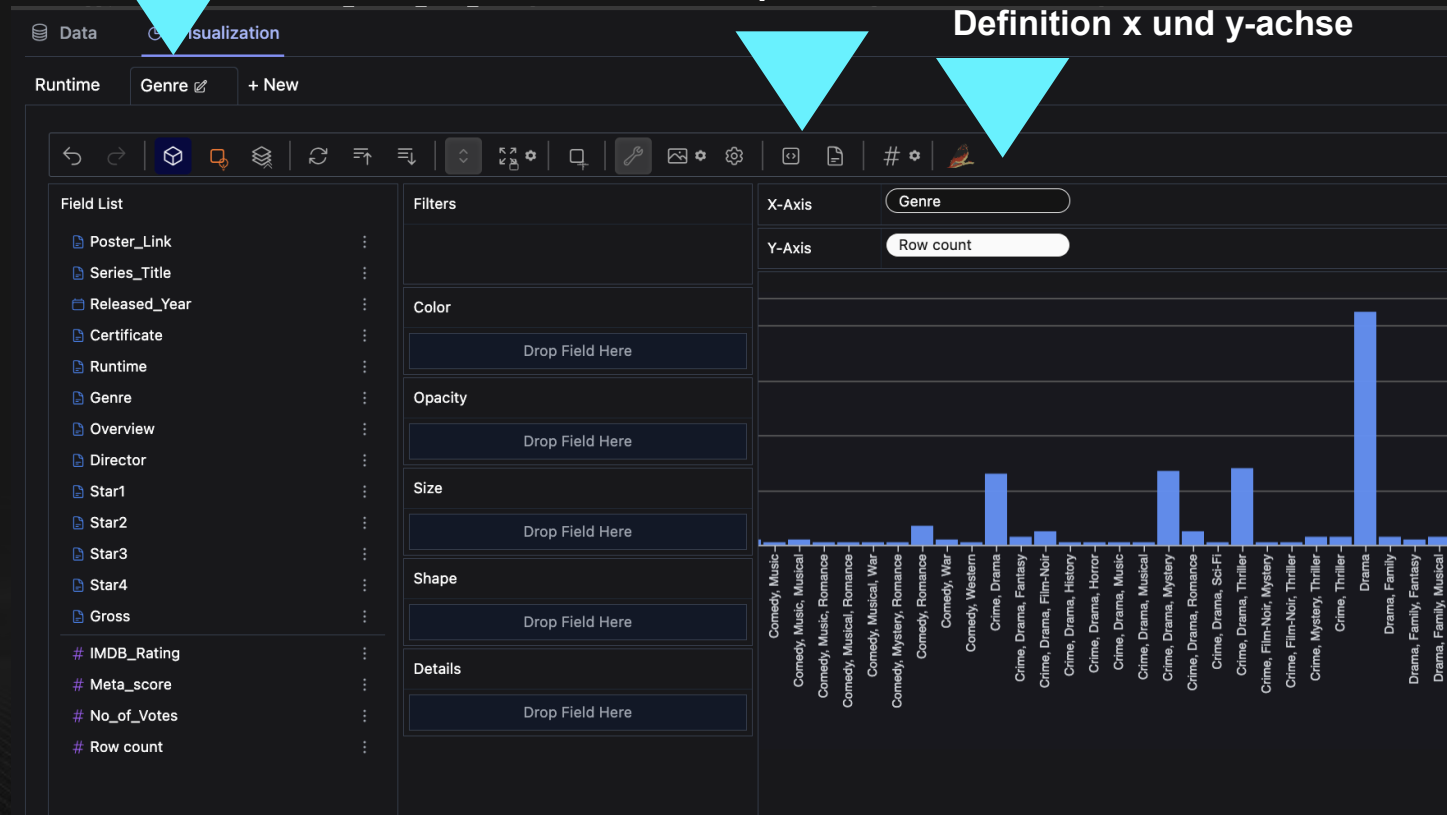 Definition x und y-achse
Data
sualization
Runtime
Genre
+ New
Field List
Poster_Link
Series_Title
Released_Year
Certificate
Runtime
Genre
Overview
Director
Star1
Star2
Star3
Star4
Gross
# IMDB_Rating
# Meta_score
# No_of_Votes
# Row count
Filters
Color
Drop Field Here
Opacity
Drop Field Here
Size
Drop Field Here
Shape
Drop Field Here
Details
Drop Field Here
X-Axis
Genre
Y-Axis
Row count
Comedy, Music
Comedy, Music, Musical
Comedy, Music, Romance
Comedy, Musical, Romance
Comedy, Musical, War
Comedy, Mystery, Romance
Comedy, Romance
Comedy, War
Comedy, Western
Crime, Drama
Crime, Drama, Fantasy
Crime, Drama, Film-Noir
Crime, Drama, History
Crime, Drama, Horror
Crime, Drama, Music
Crime, Drama, Musical
Crime, Drama, Mystery
Crime, Drama, Romance
Crime, Drama, Sci-Fi
Crime, Drama, Thriller
Crime, Film-Noir, Mystery
Crime, Film-Noir, Thriller
Crime, Mystery, Thriller
Crime, Thriller
Drama
Drama, Family
Drama, Family, Fantasy
Drama, Family, Musical